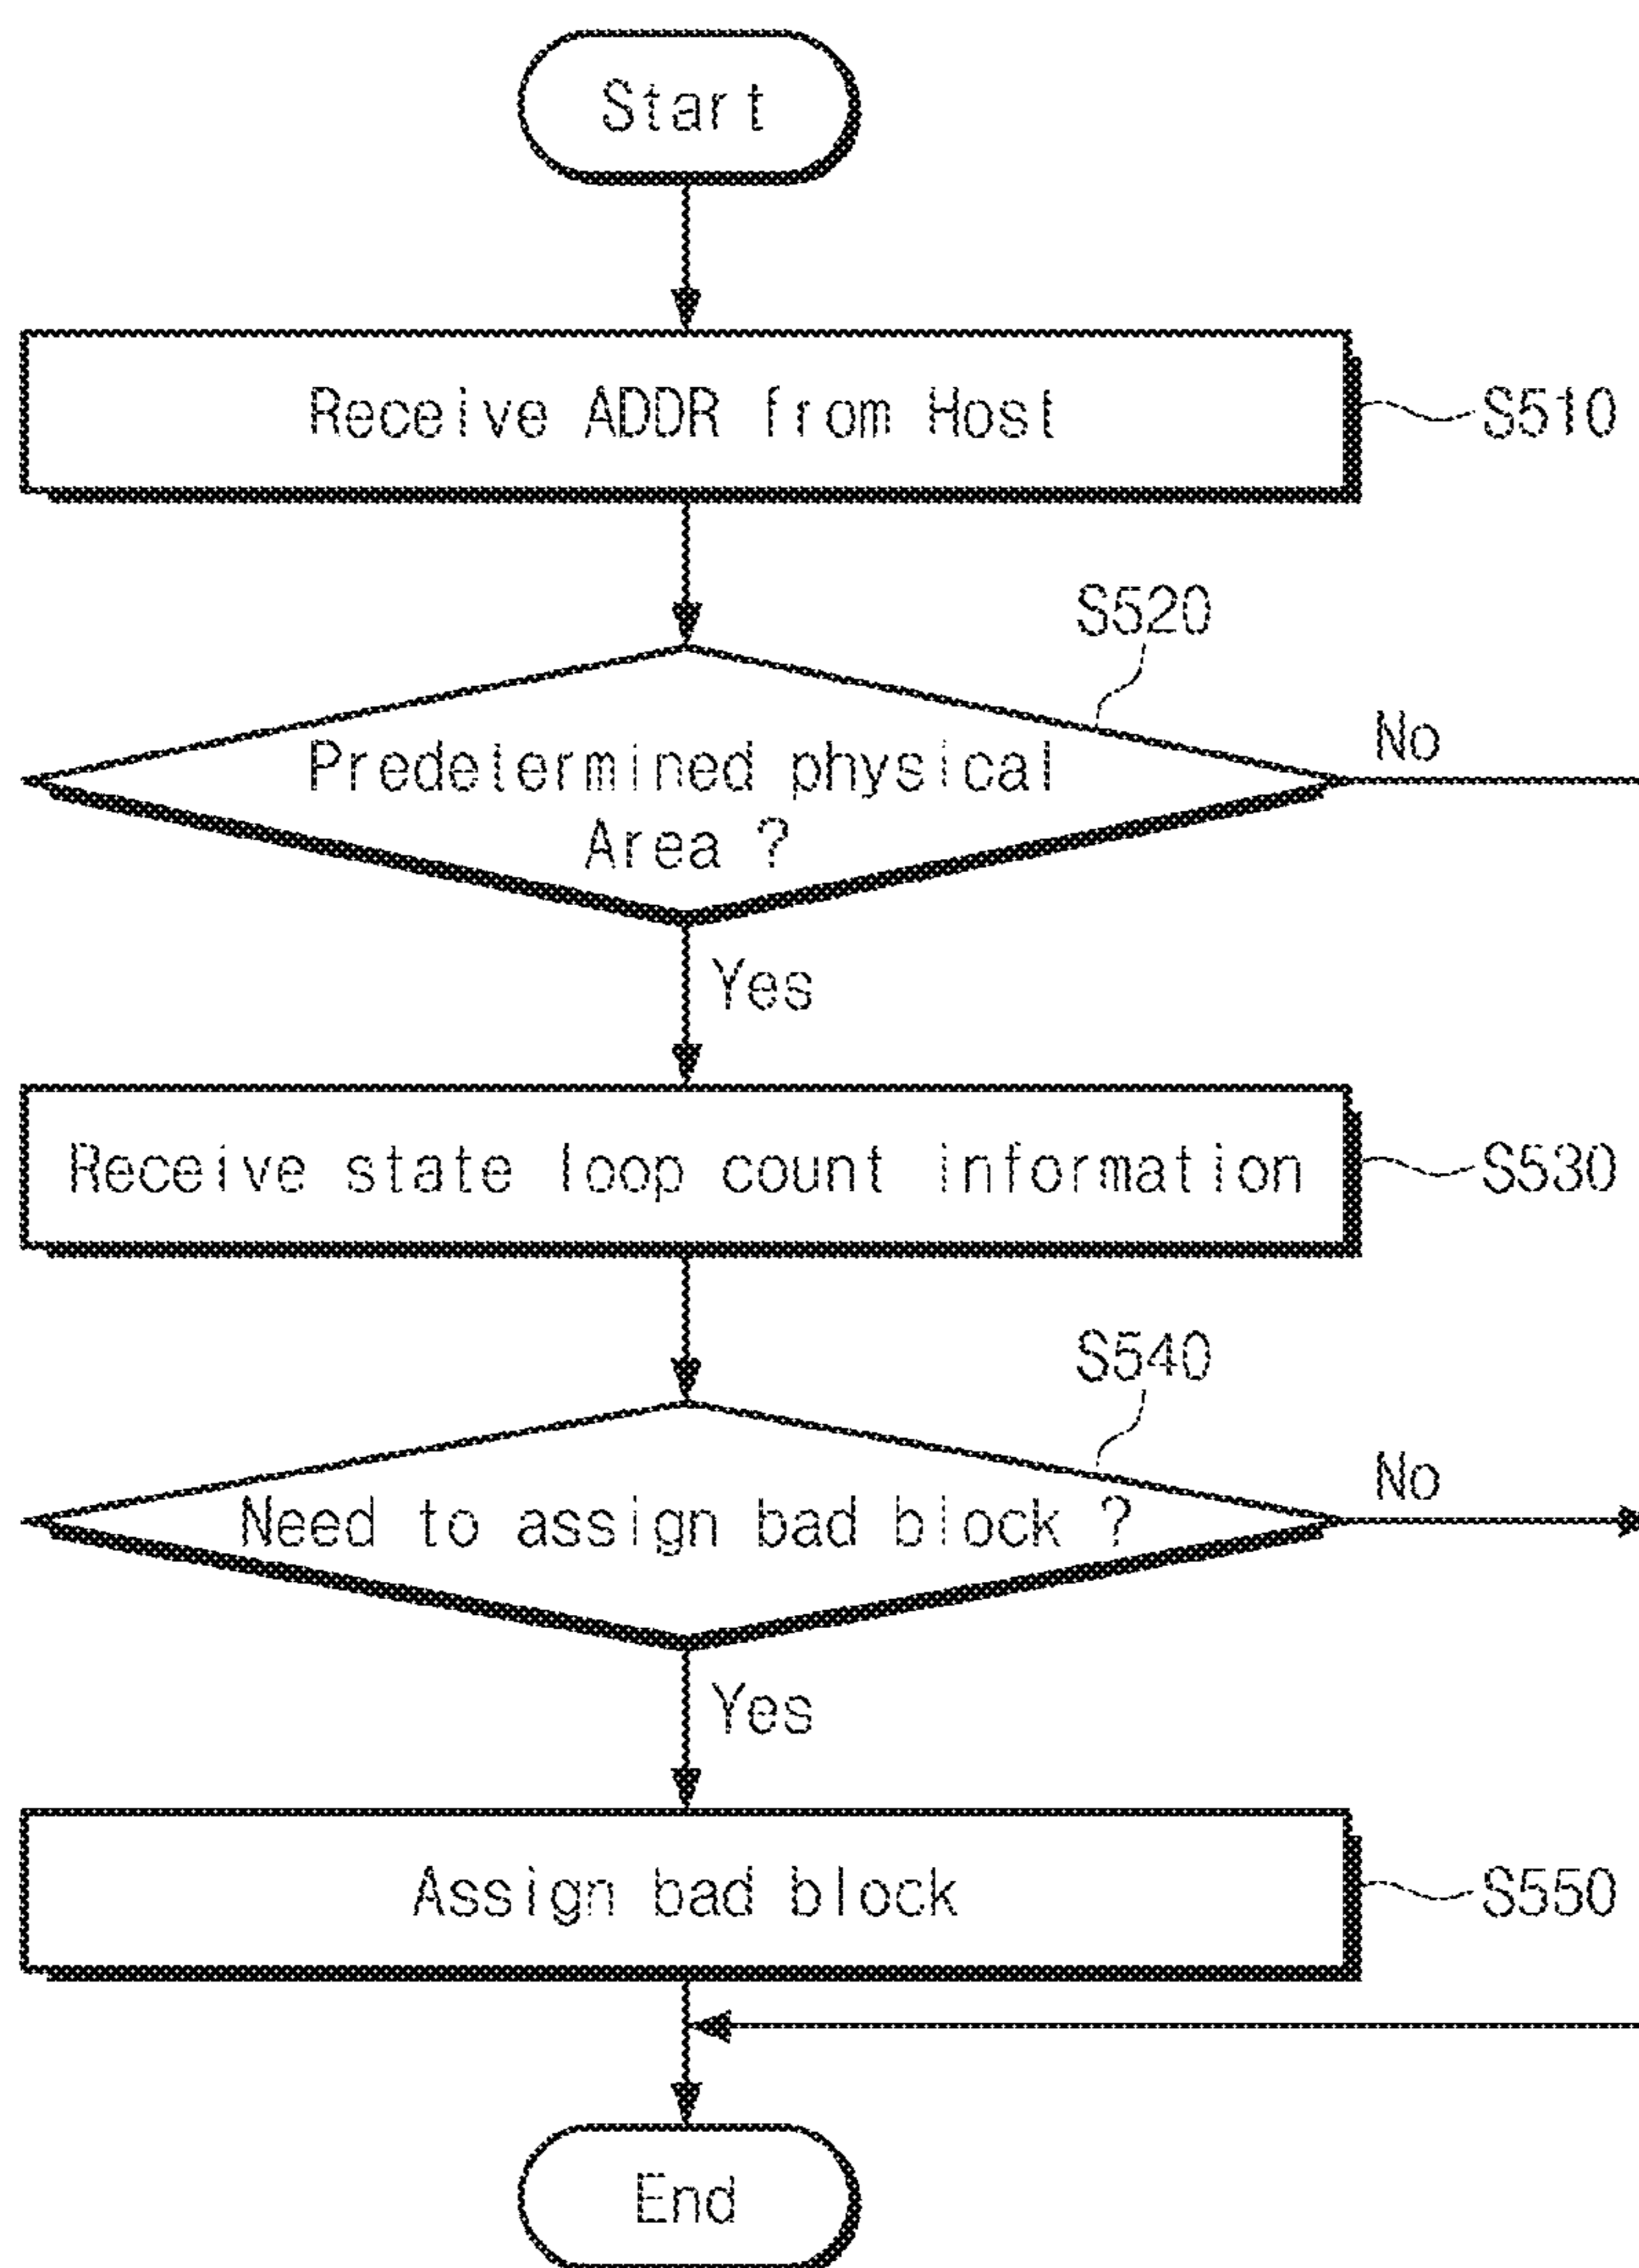 Start
Receive ADDR from Host
S510
S520
Predetermined physical
Area ?
No
Yes
Receive state loop count information
S530
S540
Need to assign bad block ?
No
Yes
Assign bad block
S550
End